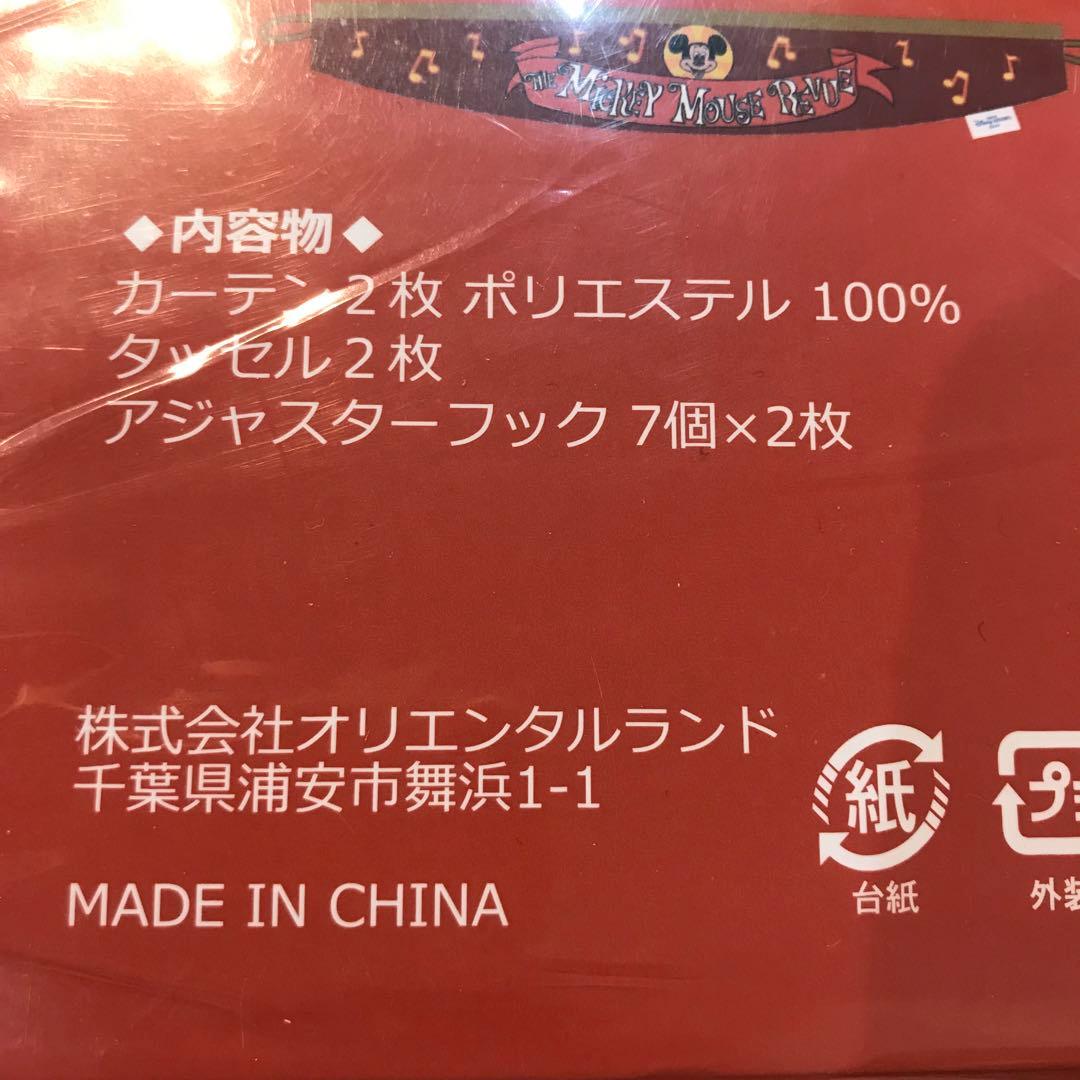 THE MICKEY MOUSE REVUE
◆内容物◆
カーテン2枚 ポリエステル 100%
タッセル2枚
アジャスターフック 7個×2枚
株式会社オリエンタルランド
千葉県浦安市舞浜1-1
紙
プ
台紙
外装
MADE IN CHINA